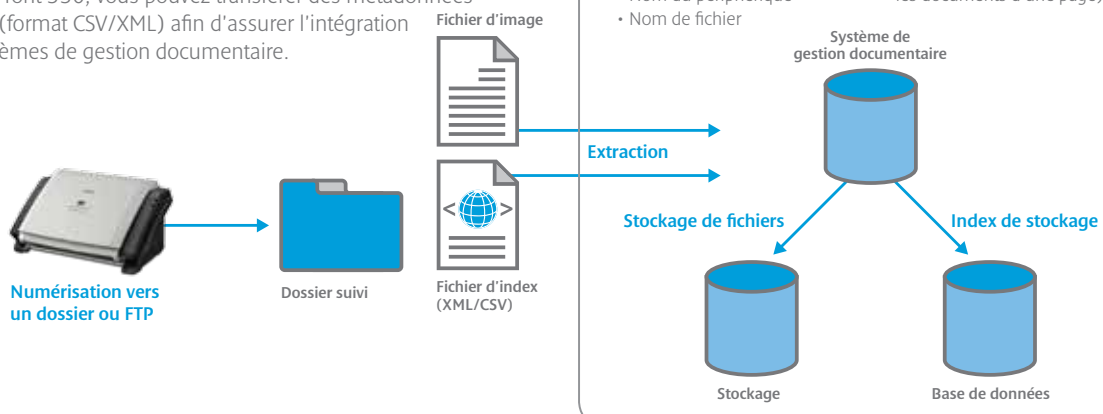 (format CSV/XML) afin d'assurer l'intégration
de gestion documentaire.
Fichier d'image
• Nom de fichier
Système de
gestion documentaire
Extraction
Stockage de fichiers
Index de stockage
Numérisation vers
un dossier ou FTP
Dossier suivi
Fichier d'index
(XML/CSV)
Stockage
Base de données